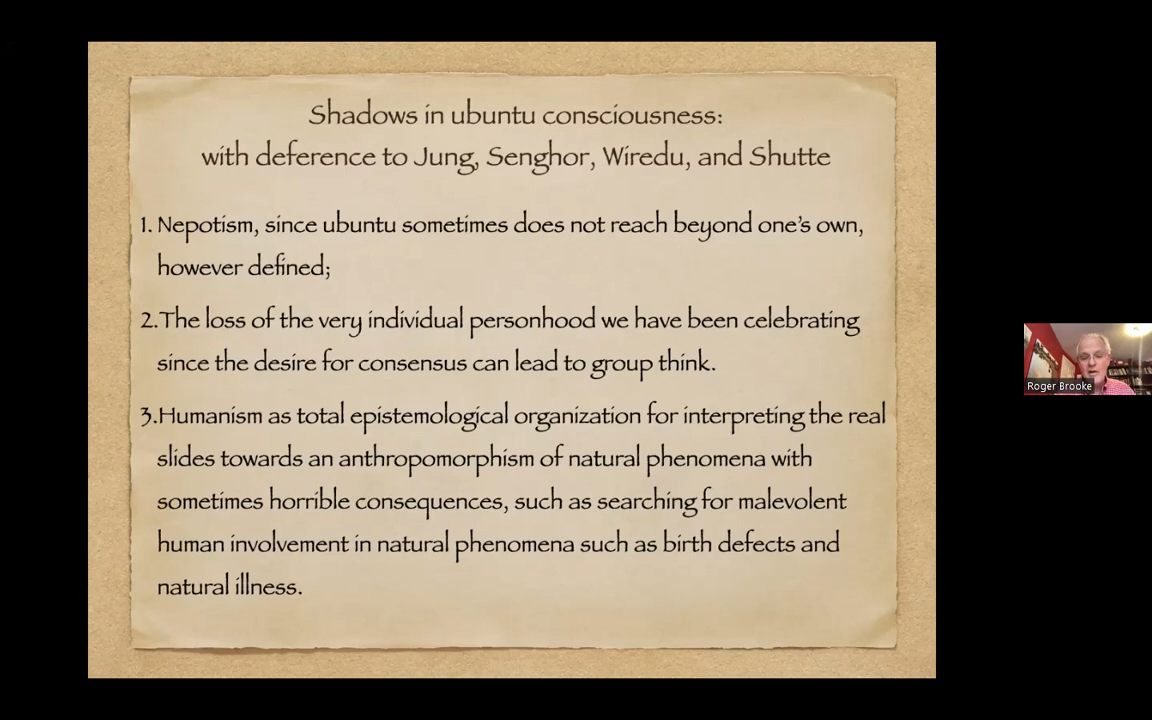 Shadows in ubuntu consciousness:
with deference to Jung, Senghor, Wiredu, and Shutte
1. Nepotism, since ubuntu sometimes does not reach beyond one’s own,
however defined;
2.The loss of the very individual personhood we have been celebrating
since the desire for consensus can lead to group think.
3.Humanism as total epistemological organization for interpreting the real
slides towards an anthropomorphism of natural phenomena with
sometimes horrible consequences, such as searching for malevolent
human involvement in natural phenomena such as birth defects and
natural illness.
Roger Brooke